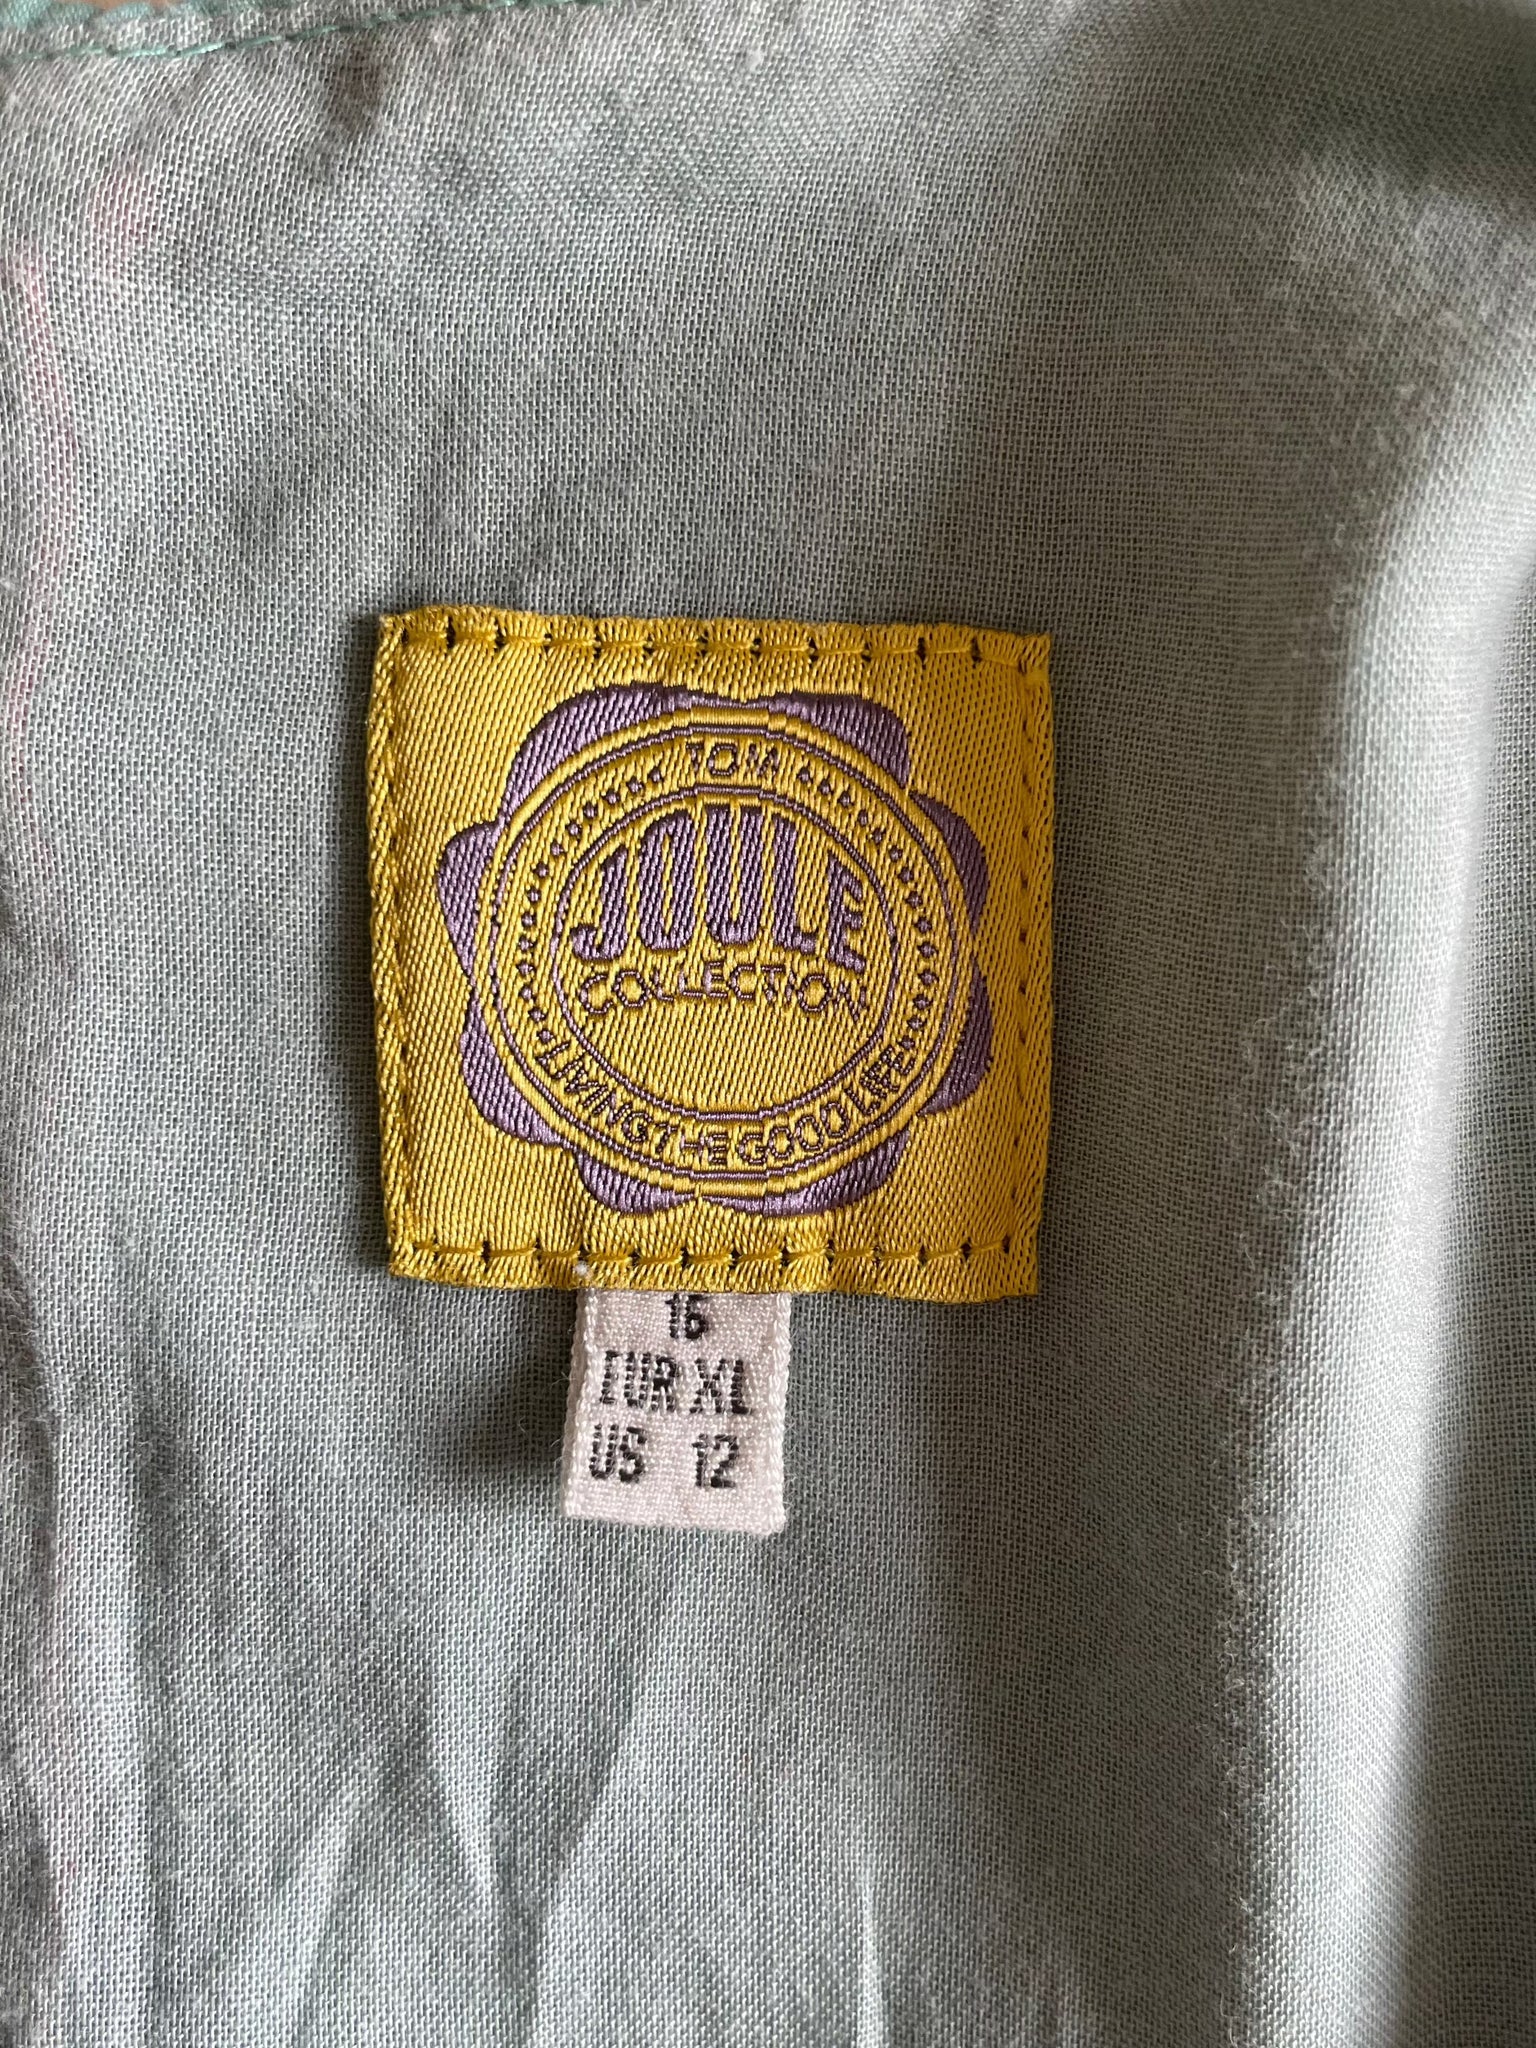 TOM
JOULE
COLLECTION
LIVING THE GOOD LIFE
16
EUR XL
US 12